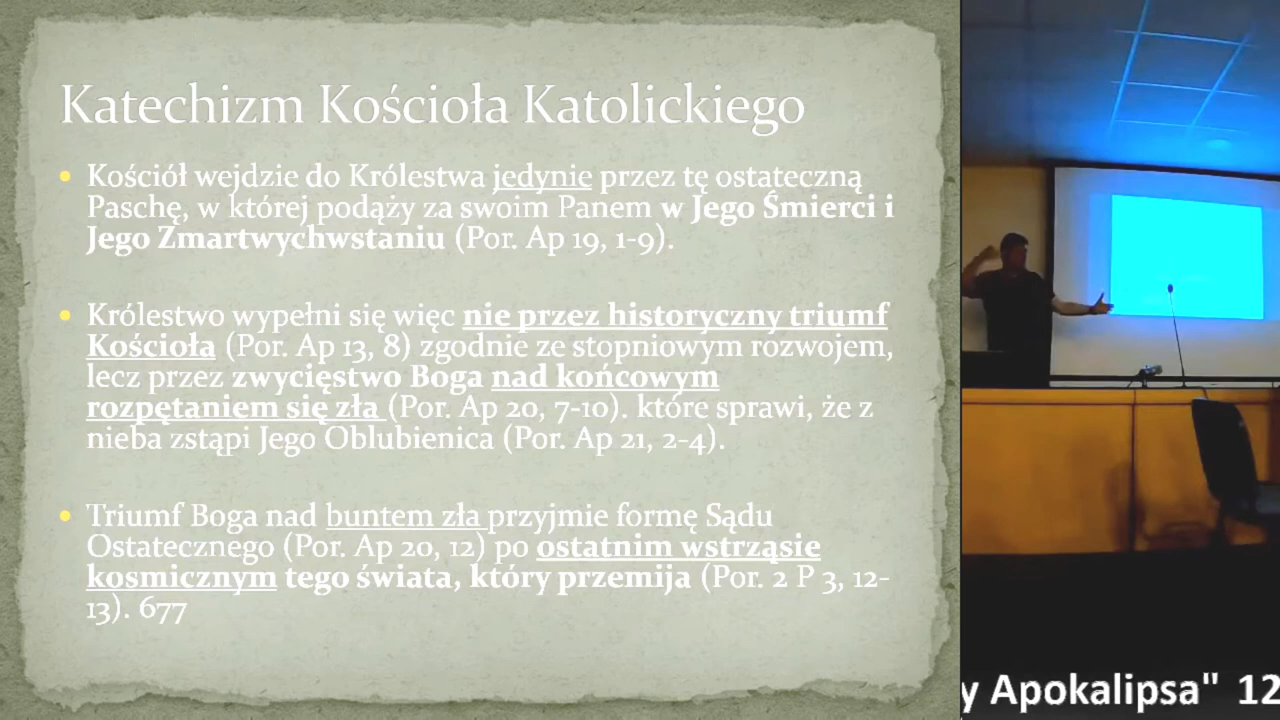 Katechizm Kościoła Katolickiego
• Kościół wejdzie do Królestwa jedynie przez tę ostateczną
Paschę, w której podąży za swoim Panem w Jego Śmierci i
Jego Zmartwychwstaniu (Por. Ap 19, 1-9).
• Królestwo wypełni się więc nie przez historyczny triumf
Kościoła (Por. Ap 13, 8) zgodnie ze stopniowym rozwojem,
lecz przez zwycięstwo Boga nad końcowym
rozpętaniem się zła (Por. Ap 20, 7-10). które sprawi, że z
nieba zstąpi Jego Oblubienica (Por. Ap 21, 2-4).
• Triumf Boga nad buntem zła przyjmie formę Sądu
Ostatecznego (Por. Ap 20, 12) po ostatnim wstrząsie
kosmicznym tego świata, który przemija (Por. 2 P 3, 12-
13). 677
y Apokalipsa" 12